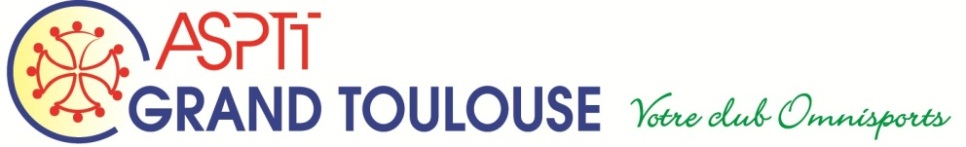 ASPTT
GRAND TOULOUSE Votre club Omnisports